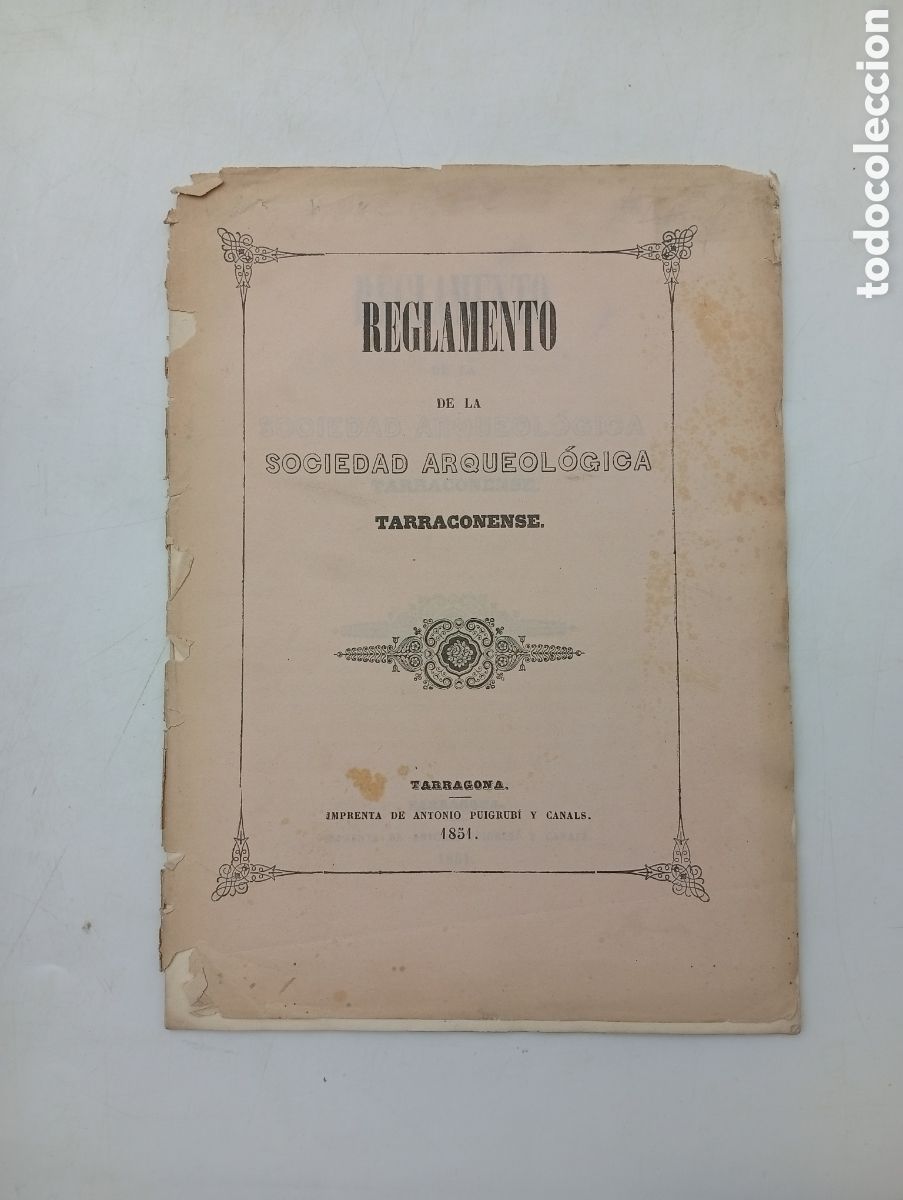 REGLAMENTO
DE LA
SOCIEDAD ARQUEOLÓGICA
TARRACONENSE.
TARRAGONA.
IMPRENTA DE ANTONIO PUIGRUBÍ Y CANALS.
1851.
todocoleccion